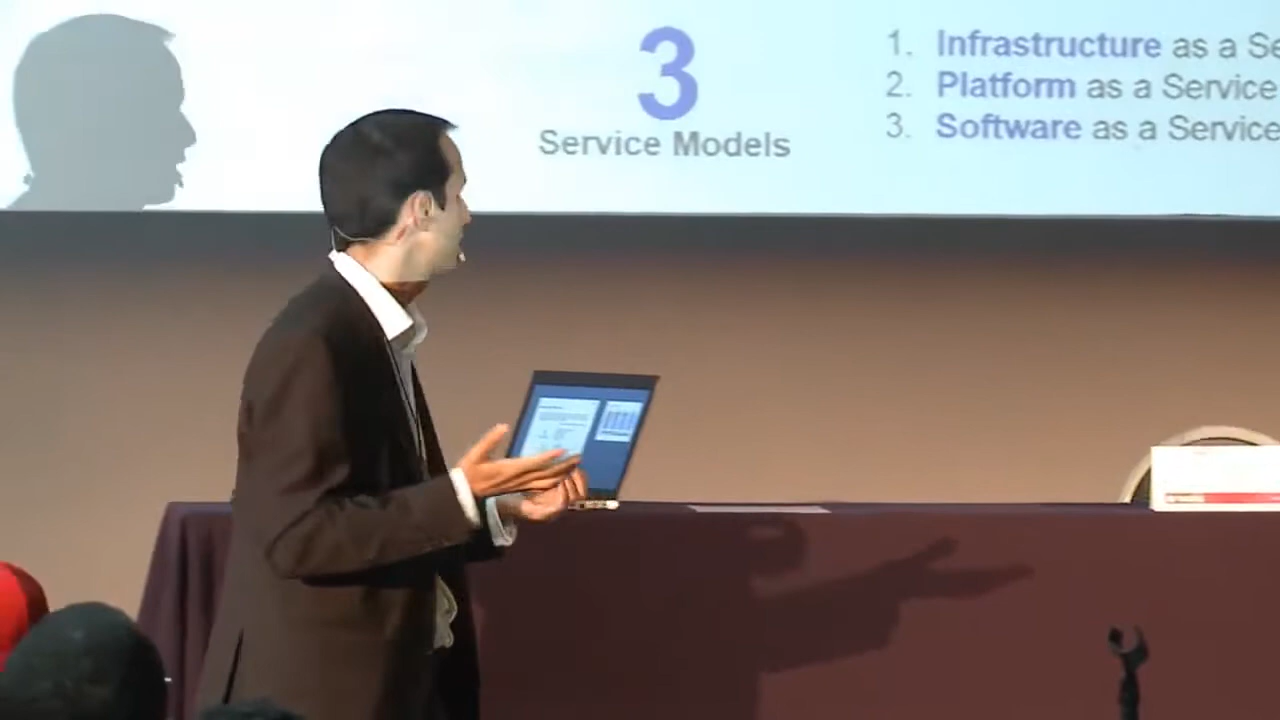 3
Service Models
1. Infrastructure as a Se
2. Platform as a Service
3. Software as a Service